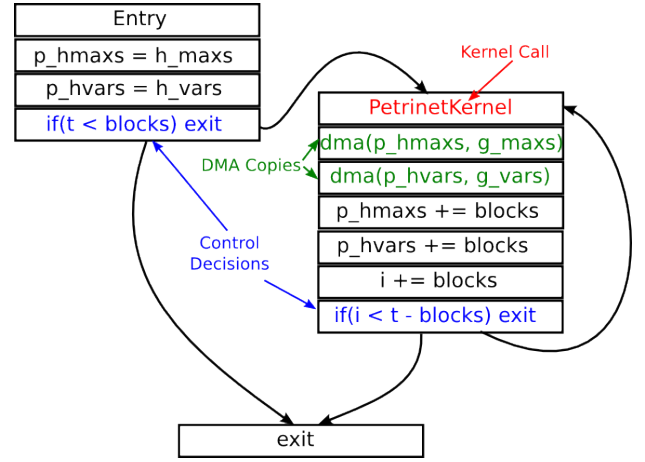 Entry
p_hmaxs = h_maxs
p_hvars = h_vars
if(t < blocks) exit
Kernel Call
PetrinetKernel
dma(p_hmaxs, g_maxs)
dma(p_hvars, g_vars)
p_hmaxs += blocks
p_hvars += blocks
i += blocks
if(i < t - blocks) exit
DMA Copies
Control
Decisions
exit